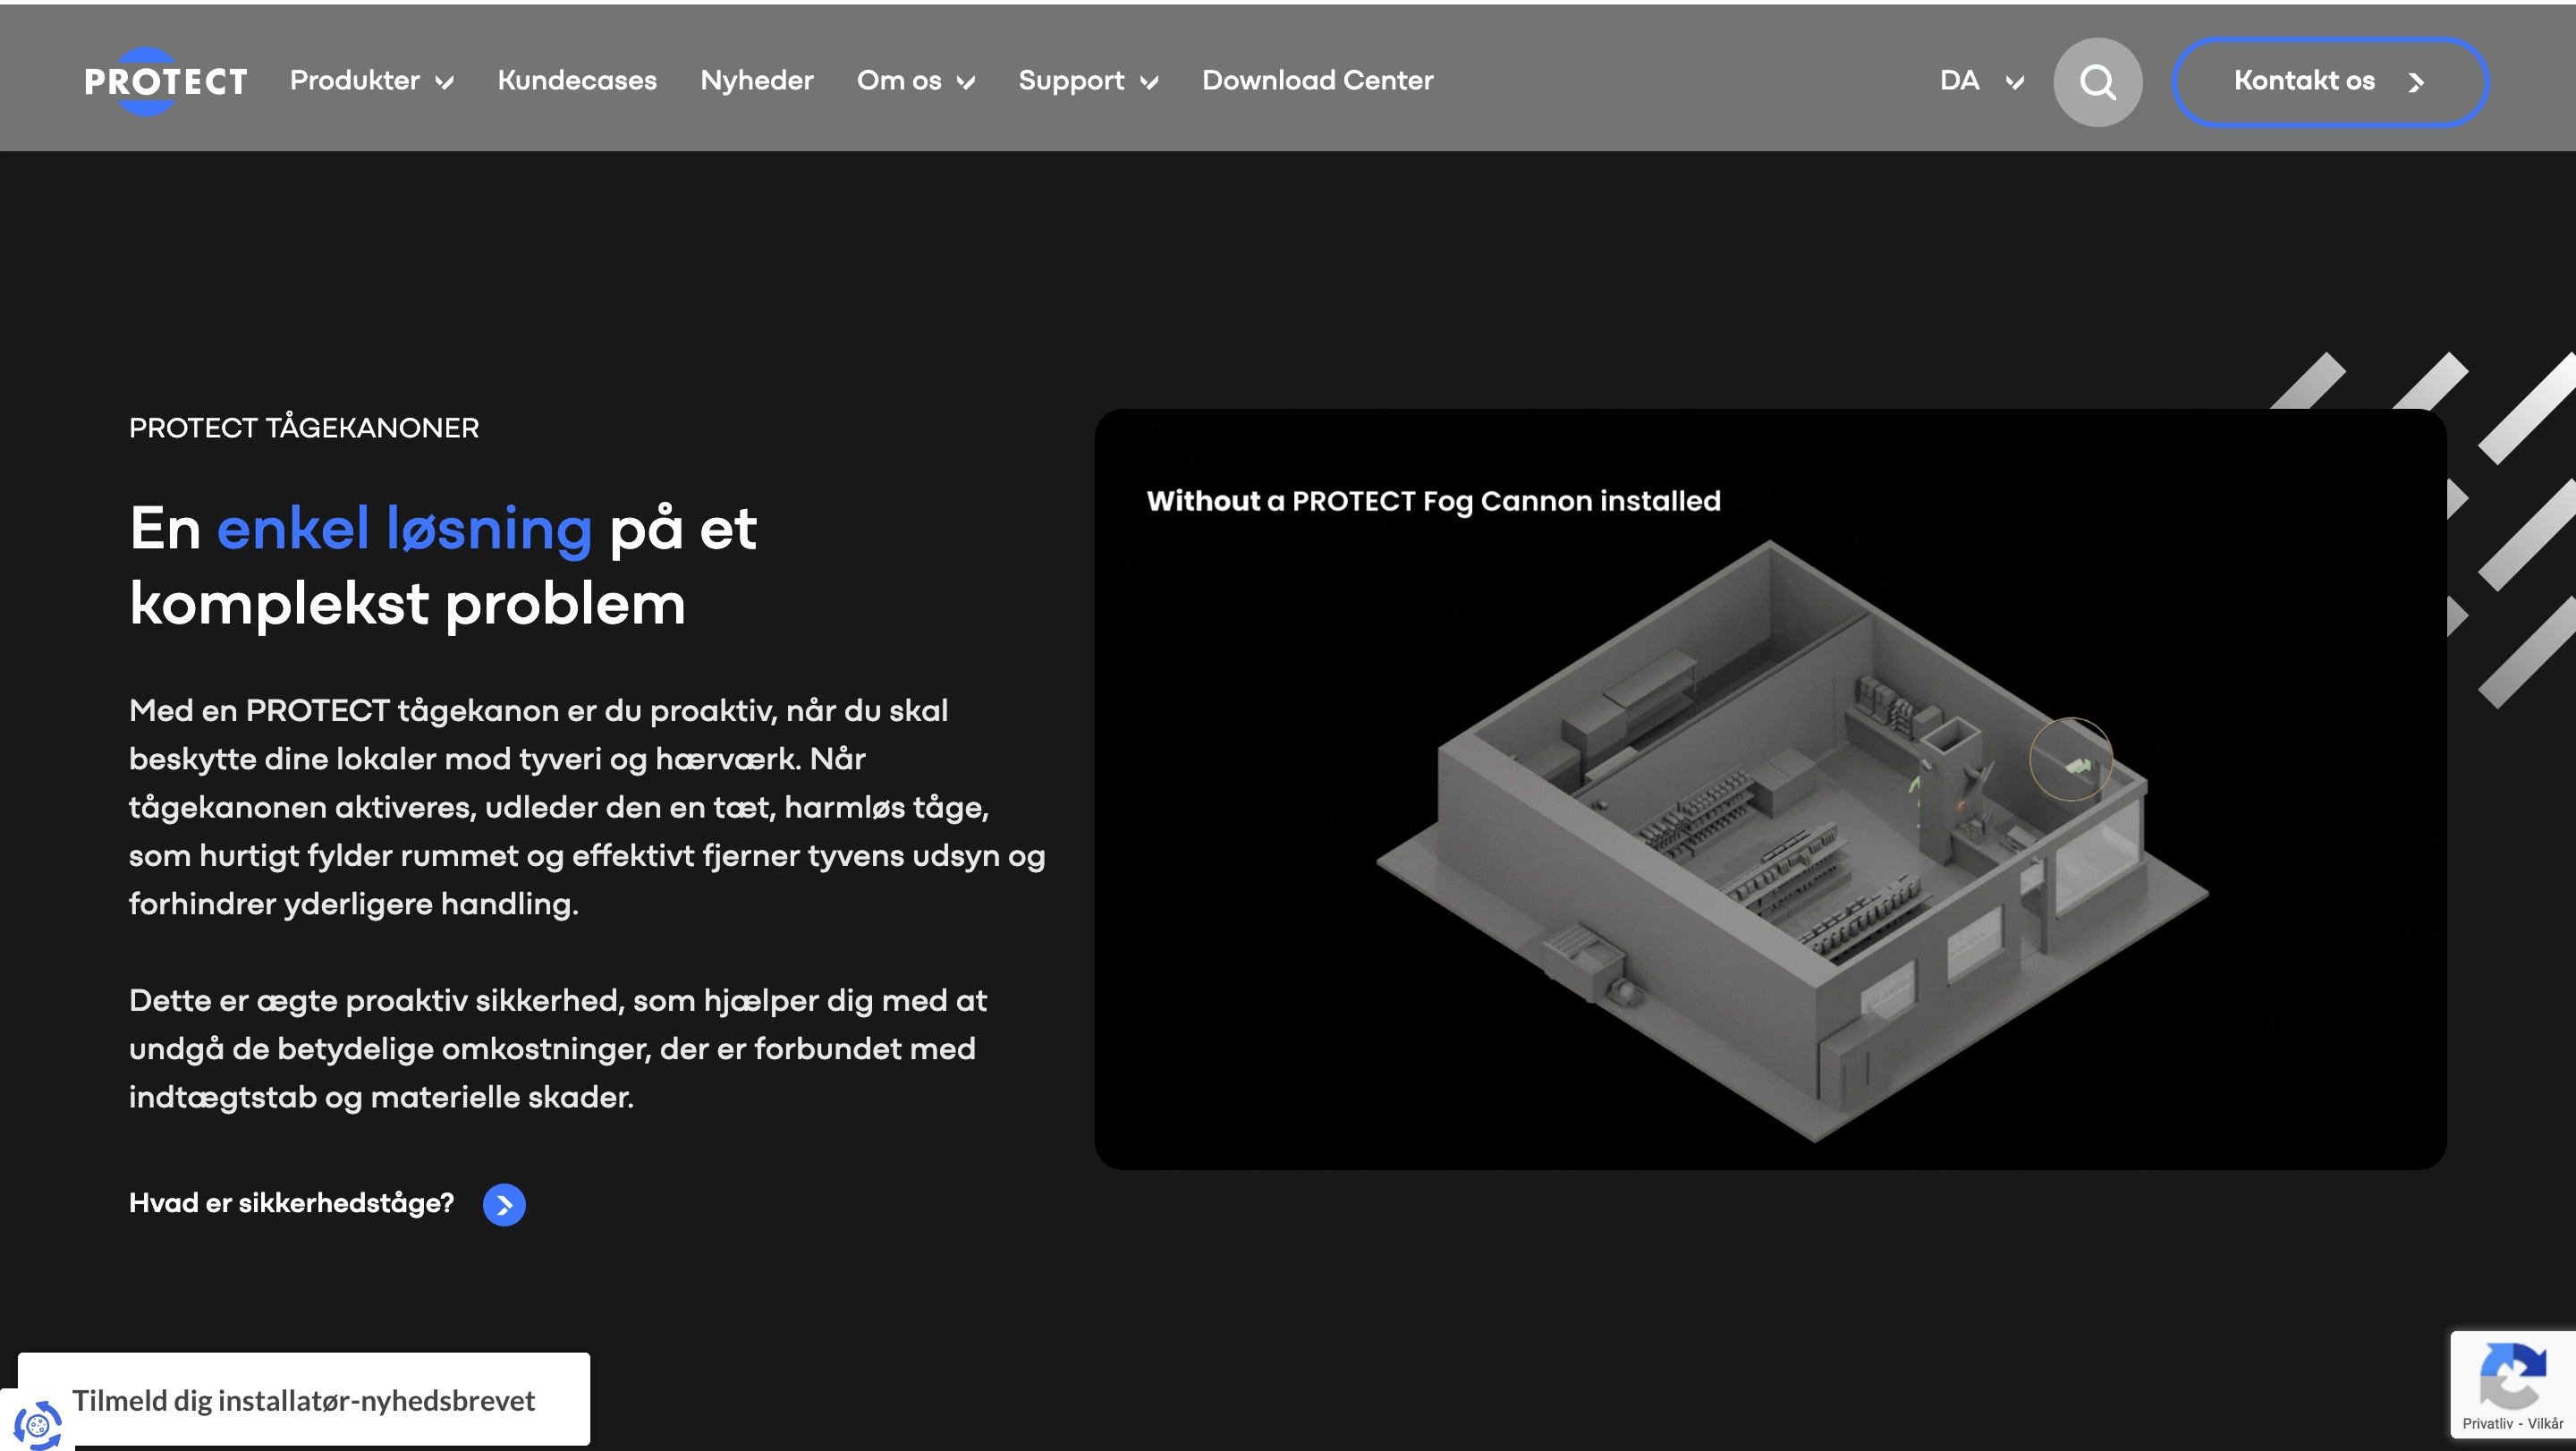 PROTECT
Produkter
Kundecases
Nyheder
Om os
Support
Download Center
DA
Kontakt os
PROTECT TÅGEKANONER
En enkel løsning på et
komplekst problem
Med en PROTECT tågekanon er du proaktiv, når du skal
beskytte dine lokaler mod tyveri og hærværk. Når
tågekanonen aktiveres, udleder den en tæt, harmløs tåge,
som hurtigt fylder rummet og effektivt fjerner tyvens udsyn og
forhindrer yderligere handling.
Dette er ægte proaktiv sikkerhed, som hjælper dig med at
undgå de betydelige omkostninger, der er forbundet med
indtægtstab og materielle skader.
Hvad er sikkerhedståge?
Without a PROTECT Fog Cannon installed
Tilmeld dig installatør-nyhedsbrevet
Privatliv - Vilkår